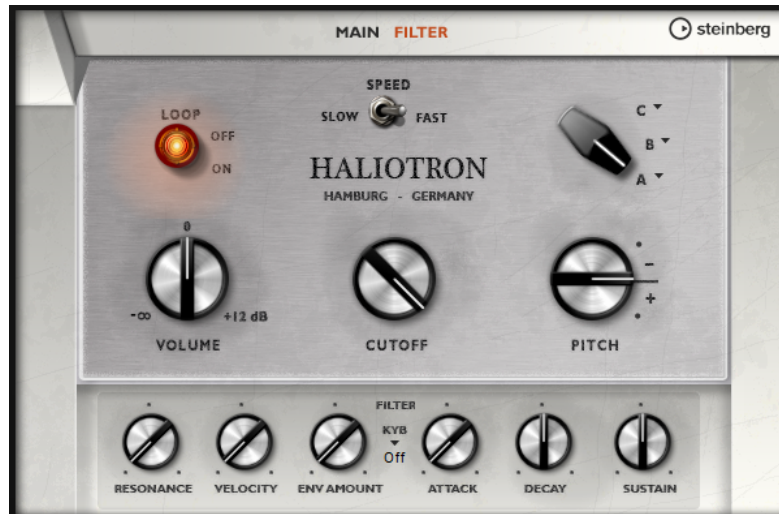 MAIN FILTER
steinberg
SPEED
SLOW FAST
LOOP
OFF
ON
C
B
A
HALIOTRON
HAMBURG - GERMANY
0
-∞ +12 dB
VOLUME
CUTOFF
-
+
PITCH
FILTER
KYB
Off
RESONANCE VELOCITY ENV AMOUNT ATTACK DECAY SUSTAIN